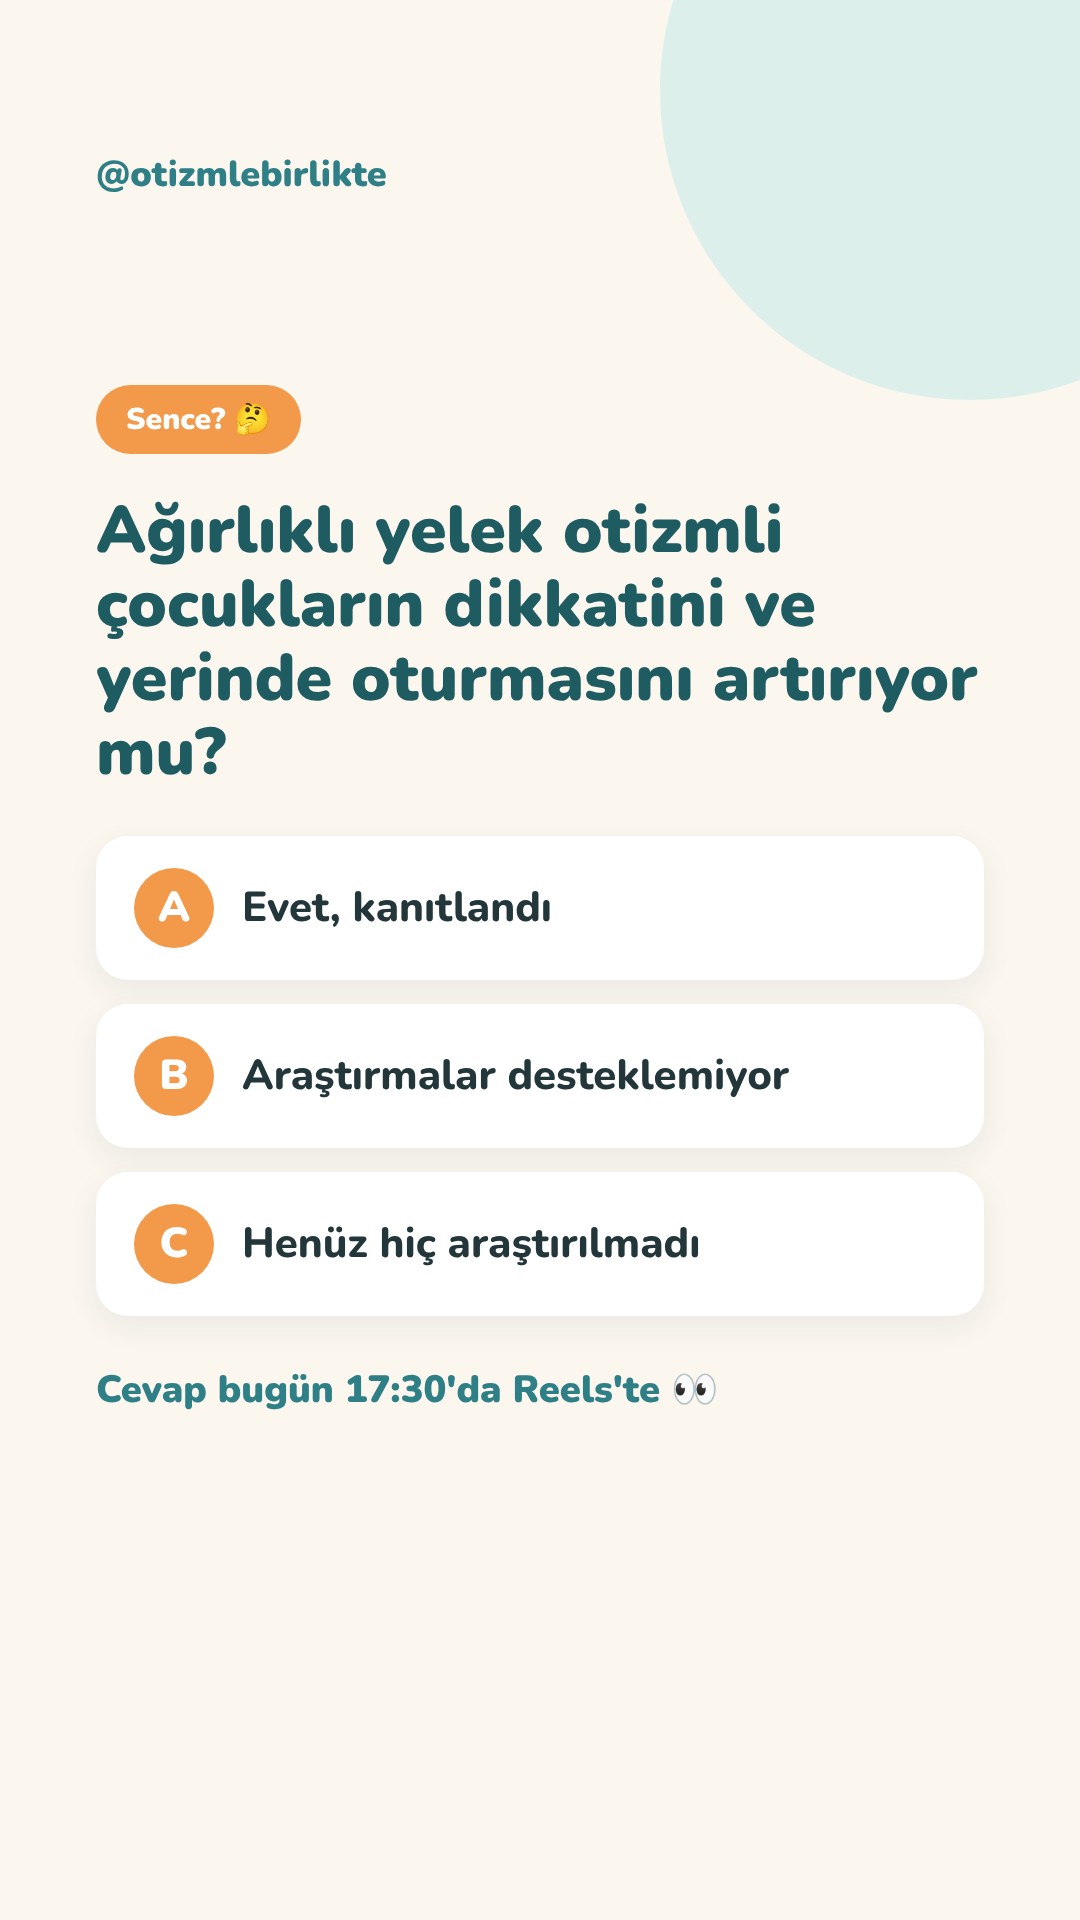 @otizmlebirlikte
Sence? 🤔
Ağırlıklı yelek otizmli
çocukların dikkatini ve
yerinde oturmasını artırıyor
mu?
A Evet, kanıtlandı
B Araştırmalar desteklemiyor
C Henüz hiç araştırılmadı
Cevap bugün 17:30'da Reels'te 👀